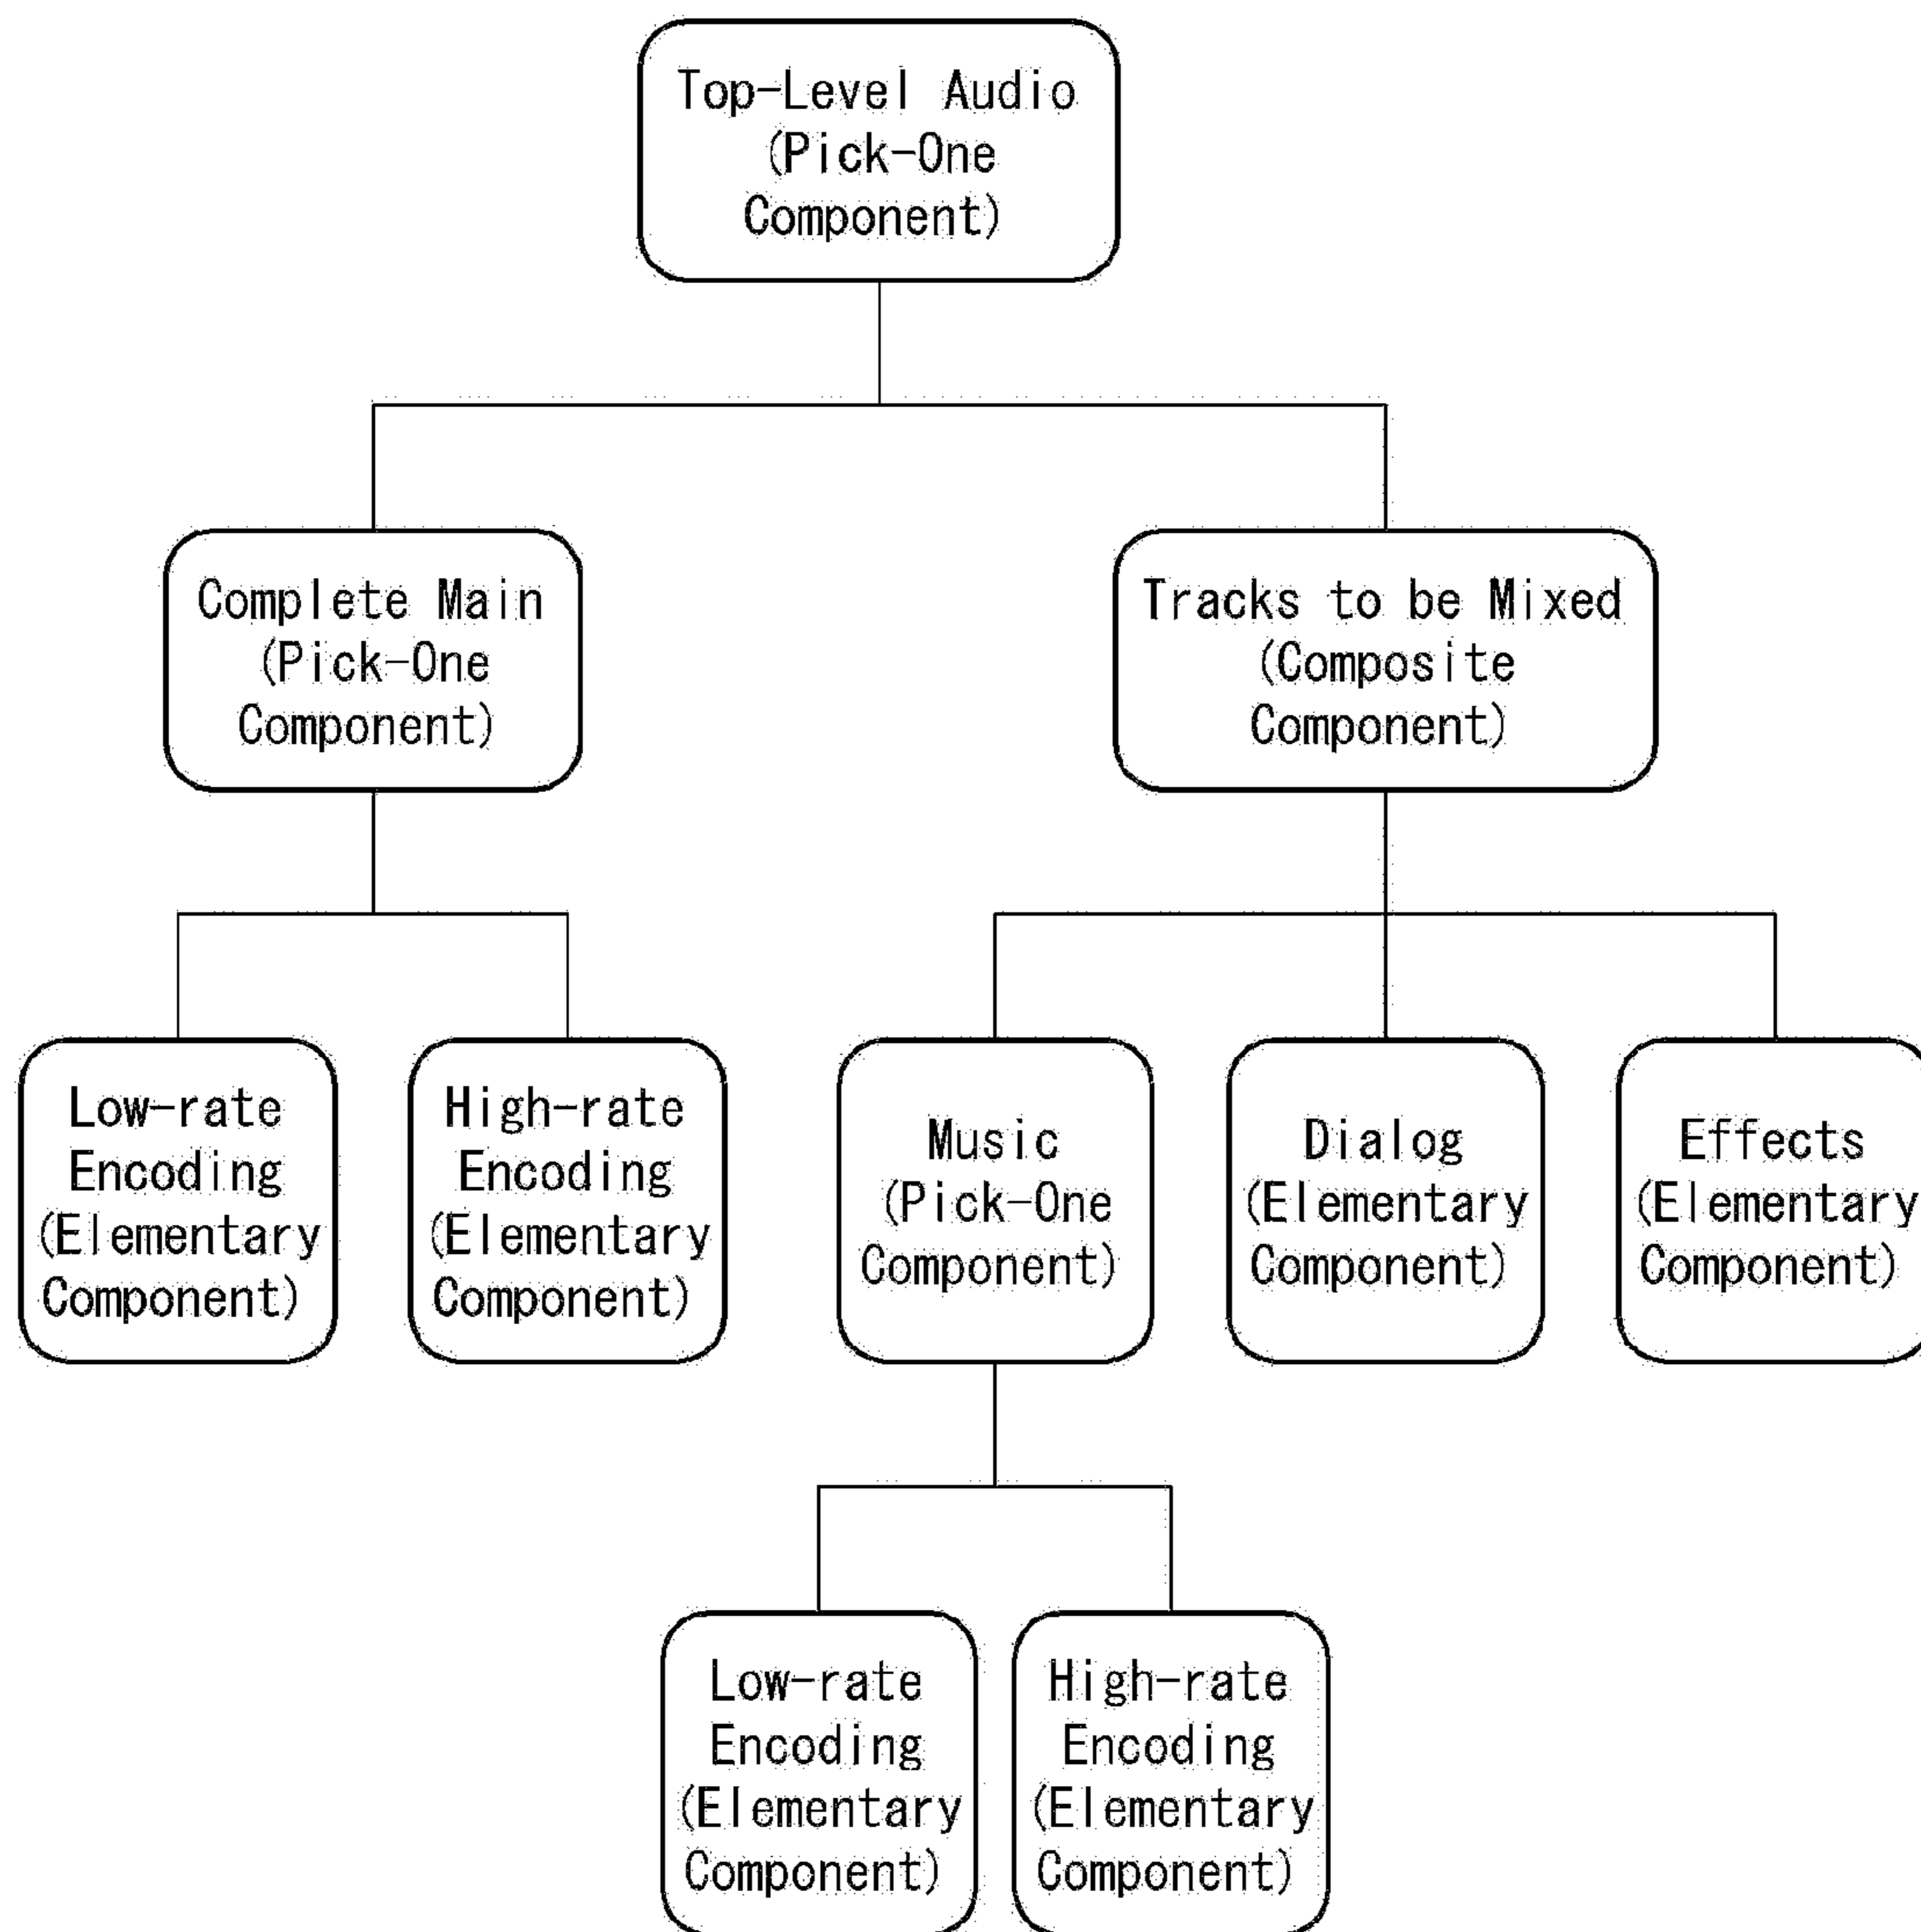 Top-Level Audio
(Pick-One
Component)
Complete Main
(Pick-One
Component)
Tracks to be Mixed
(Composite
Component)
Low-rate
Encoding
(Elementary
Component)
High-rate
Encoding
(Elementary
Component)
Music
(Pick-One
Component)
Dialog
(Elementary
Component)
Effects
(Elementary
Component)
Low-rate
Encoding
(Elementary
Component)
High-rate
Encoding
(Elementary
Component)